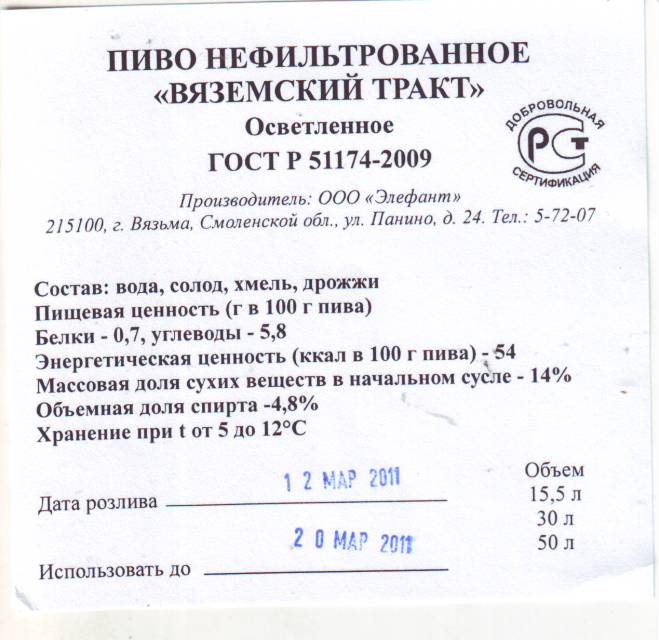 ПИВО НЕФИЛЬТРОВАННОЕ
«ВЯЗЕМСКИЙ ТРАКТ»
Осветленное
ГОСТ Р 51174-2009
ДОБРОВОЛЬНАЯ
РСТ
СЕРТИФИКАЦИЯ
Производитель: ООО «Элефант»
215100, г. Вязьма, Смоленской обл., ул. Панино, д. 24. Тел.: 5-72-07
Состав: вода, солод, хмель, дрожжи
Пищевая ценность (г в 100 г пива)
Белки - 0,7, углеводы - 5,8
Энергетическая ценность (ккал в 100 г пива) - 54
Массовая доля сухих веществ в начальном сусле - 14%
Объемная доля спирта -4,8%
Хранение при t от 5 до 12°С
Дата розлива 12 МАР 2011
Использовать до 20 МАР 2011
Объем
15,5 л
30 л
50 л